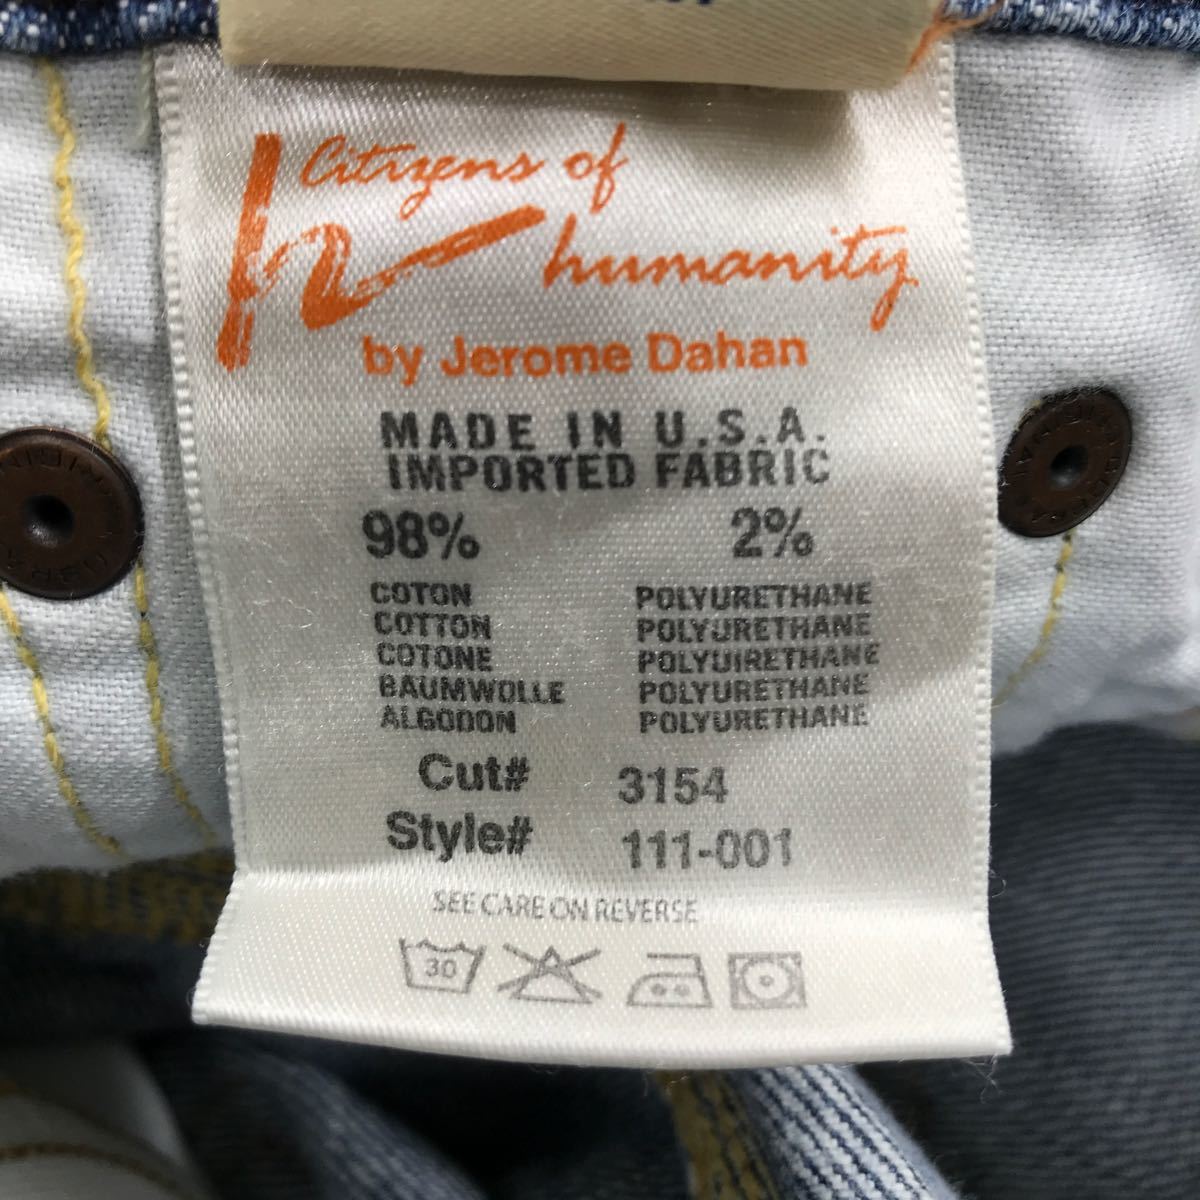 Citizens of
humanity
by Jerome Dahan
MADE IN U.S.A.
IMPORTED FABRIC
98% 2%
COTON POLYURETHANE
COTTON POLYURETHANE
COTONE POLYUIRETHANE
BAUMWOLLE POLYURETHANE
ALGODON POLYURETHANE
Cut# 3154
Style# 111-001
SEE CARE ON REVERSE
30